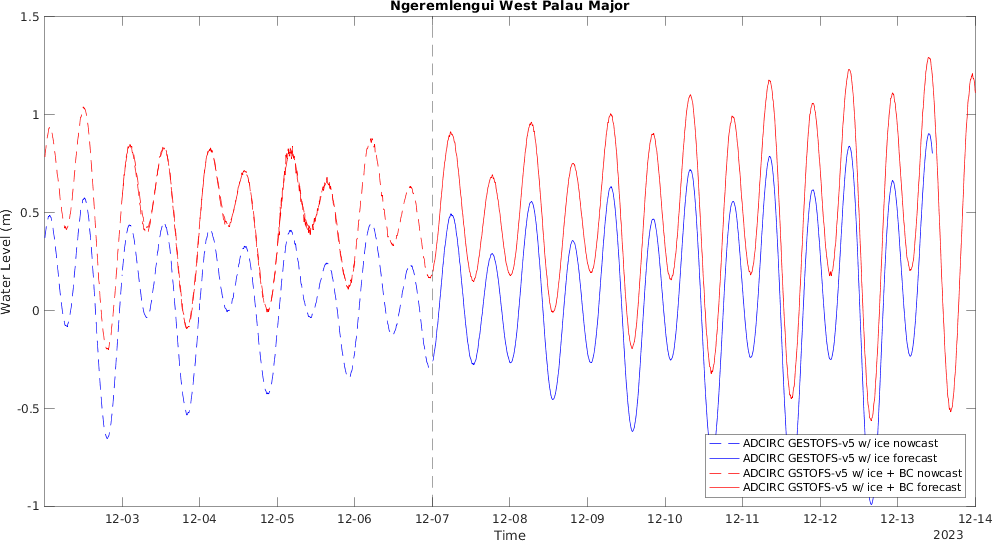 Ngeremlengui West Palau Major
Water Level (m)
1.5
1
0.5
0
-0.5
-1
ADCIRC GESTOFS-v5 w/ ice nowcast
ADCIRC GESTOFS-v5 w/ ice forecast
ADCIRC GSTOFS-v5 w/ ice + BC nowcast
ADCIRC GSTOFS-v5 w/ ice + BC forecast
12-03 12-04 12-05 12-06 12-07 12-08 12-09 12-10 12-11 12-12 12-13 12-14
Time
2023